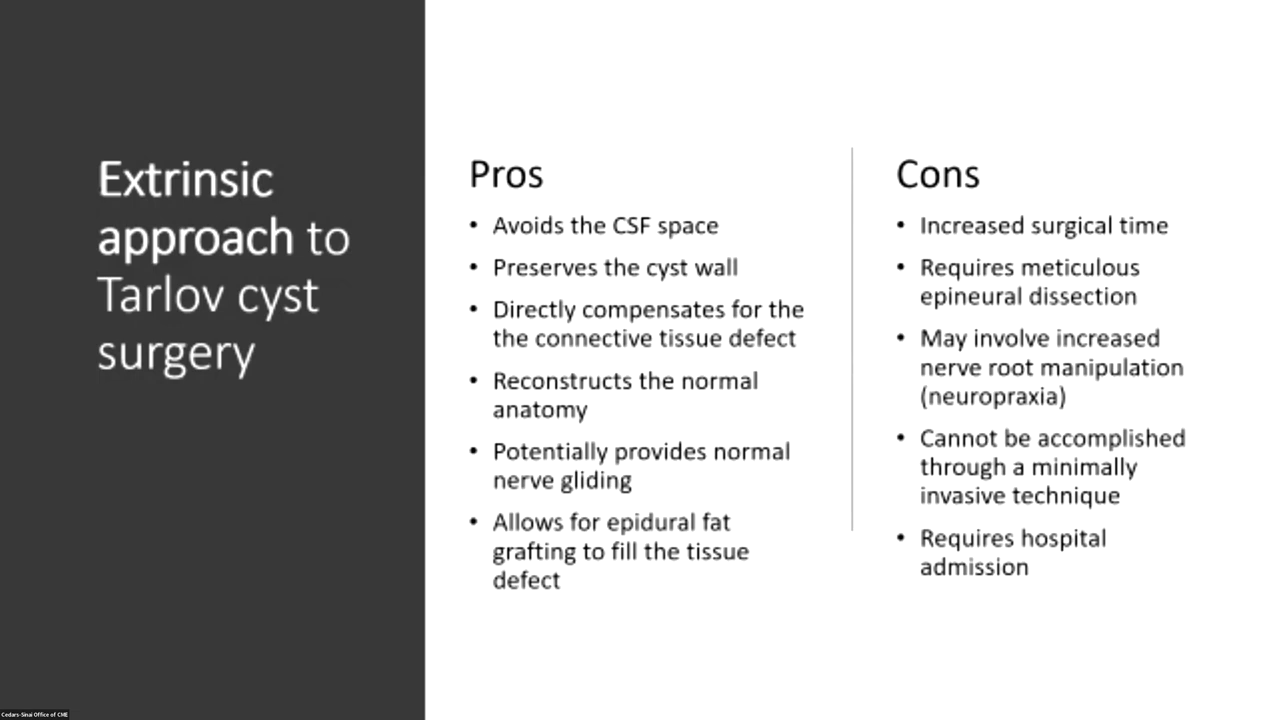 Extrinsic
approach to
Tarlov cyst
surgery
Pros
• Avoids the CSF space
• Preserves the cyst wall
• Directly compensates for the
the connective tissue defect
• Reconstructs the normal
anatomy
• Potentially provides normal
nerve gliding
• Allows for epidural fat
grafting to fill the tissue
defect
Cons
• Increased surgical time
• Requires meticulous
epineural dissection
• May involve increased
nerve root manipulation
(neuropraxia)
• Cannot be accomplished
through a minimally
invasive technique
• Requires hospital
admission
Cedars-Sinai Office of CME